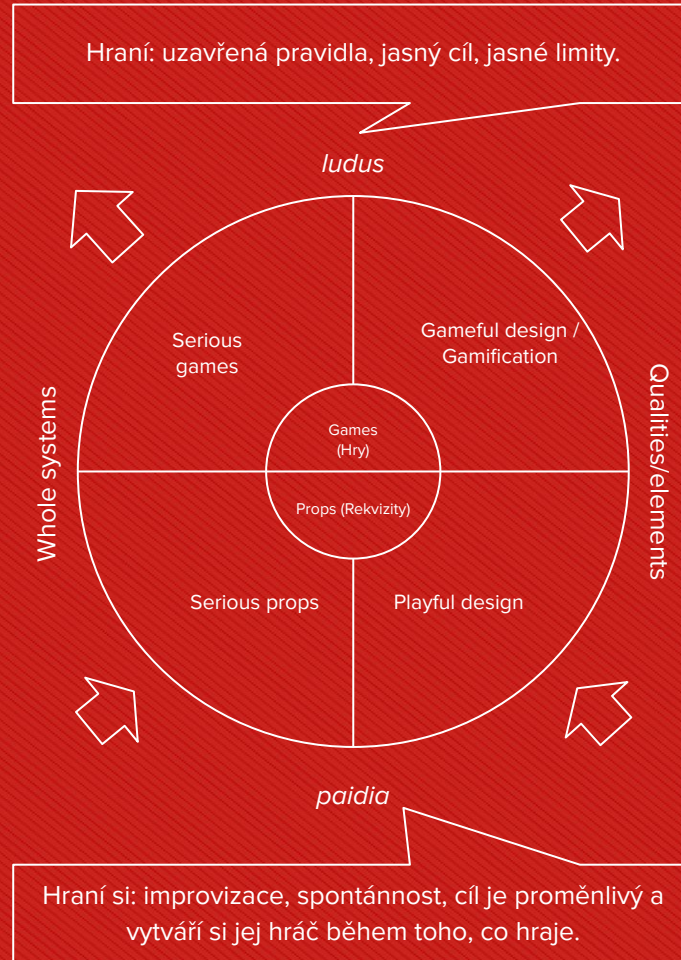 Hraní: uzavřená pravidla, jasný cíl, jasné limity.
ludus
Serious
games
Gameful design /
Gamification
Whole systems
Qualities/elements
Games
(Hry)
Props (Rekvizity)
Serious props
Playful design
paidia
Hraní si: improvizace, spontánnost, cíl je proměnlivý a
vytváří si jej hráč během toho, co hraje.